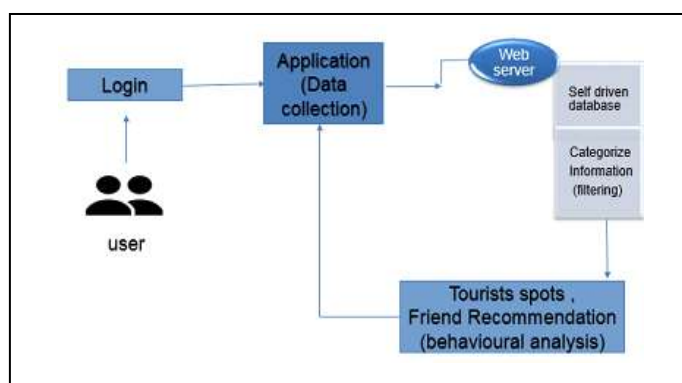 Login
user
Application
(Data
collection)
Web
server
Self driven
database
Categorize
Information
(filtering)
Tourists spots ,
Friend Recommendation
(behavioural analysis)